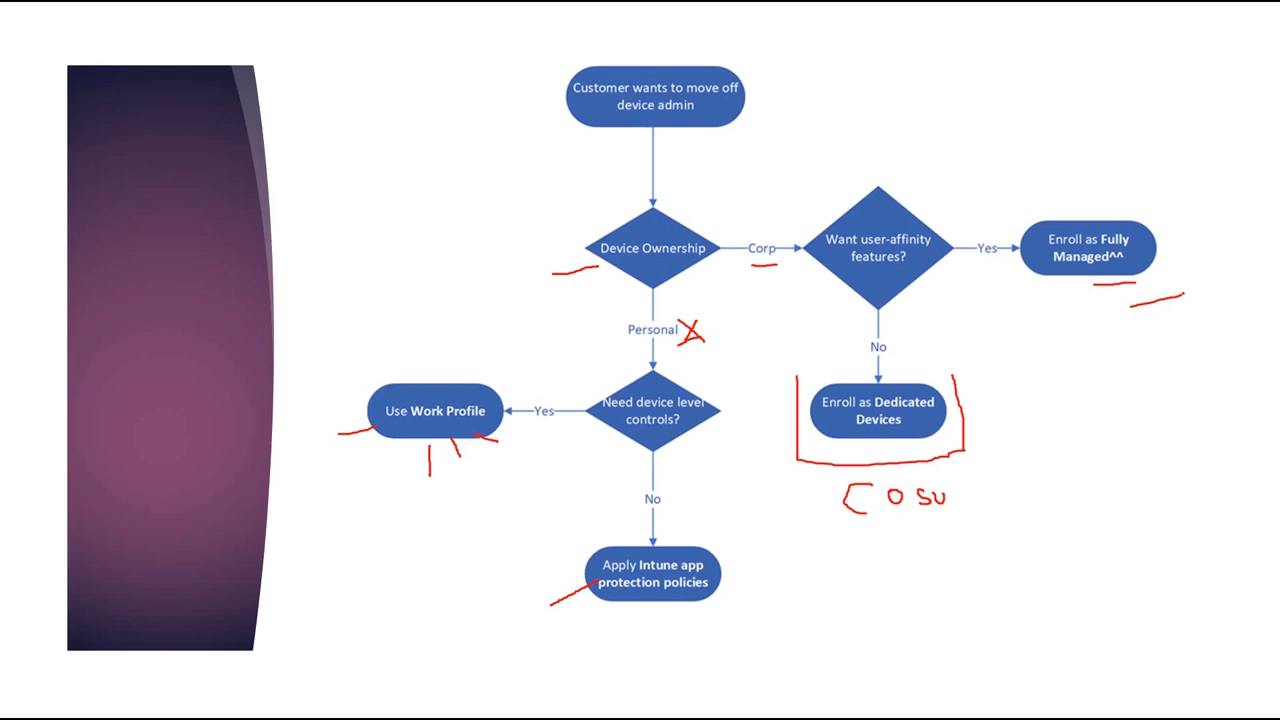 Customer wants to move off
device admin
Device Ownership
Corp
Want user-affinity
features?
Yes
Enroll as Fully
Managed^^
Personal
No
Use Work Profile
Yes
Need device level
controls?
Enroll as Dedicated
Devices
COSU
No
Apply Intune app
protection policies